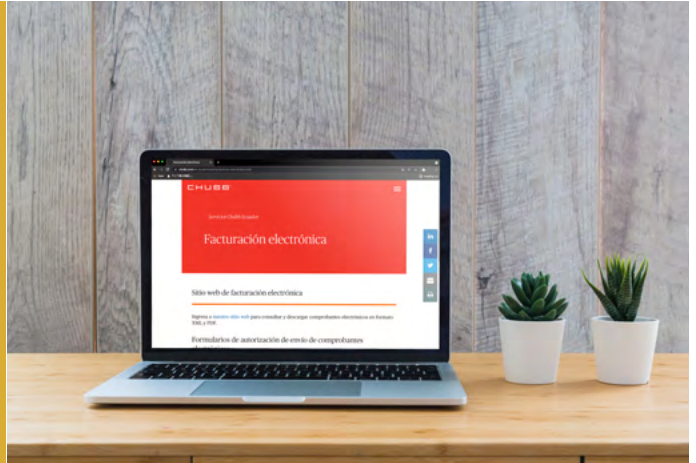 CHUBB
Servicios Chubb Ecuador
Facturación electrónica
Sitio web de facturación electrónica
Ingresa a nuestro sitio web para consultar y descargar comprobantes electrónicos en formato
XML y PDF.
Formularios de autorización de envío de comprobantes